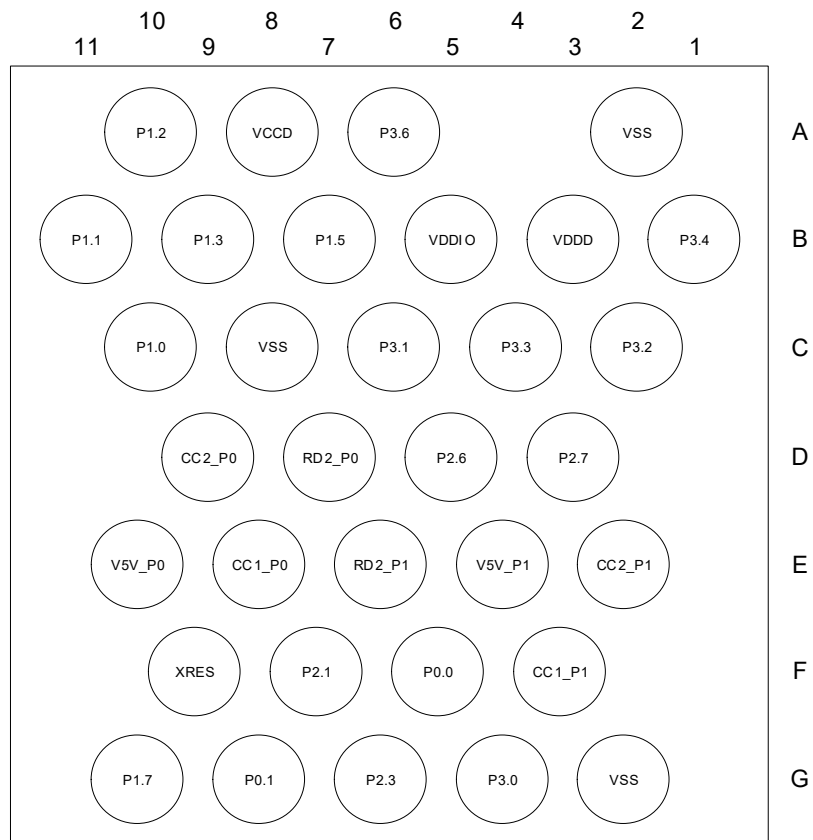 10 8 6 4 2
11 9 7 5 3 1
P1.2 VCCD P3.6 VSS A
P1.1 P1.3 P1.5 VDDIO VDDD P3.4 B
P1.0 VSS P3.1 P3.3 P3.2 C
CC2_P0 RD2_P0 P2.6 P2.7 D
V5V_P0 CC1_P0 RD2_P1 V5V_P1 CC2_P1 E
XRES P2.1 P0.0 CC1_P1 F
P1.7 P0.1 P2.3 P3.0 VSS G